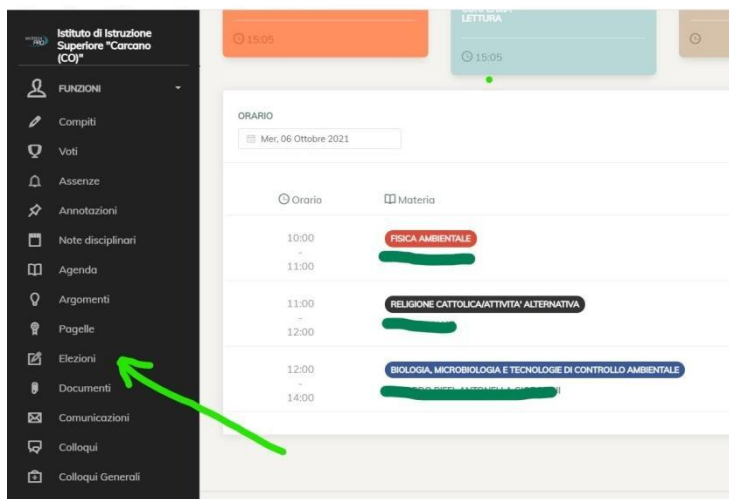 Istituto di Istruzione
Superiore "Carcano
(CO)"
FUNZIONI
Compiti
Voti
Assenze
Annotazioni
Note disciplinari
Agenda
Argomenti
Pagelle
Elezioni
Documenti
Comunicazioni
Colloqui
Colloqui Generali
15:05
LETTURA
15:05
ORARIO
Mer, 06 Ottobre 2021
Orario Materia
10:00
-
11:00
FISICA AMBIENTALE
11:00
-
12:00
RELIGIONE CATTOLICA/ATTIVITA' ALTERNATIVA
12:00
-
14:00
BIOLOGIA, MICROBIOLOGIA E TECNOLOGIE DI CONTROLLO AMBIENTALE